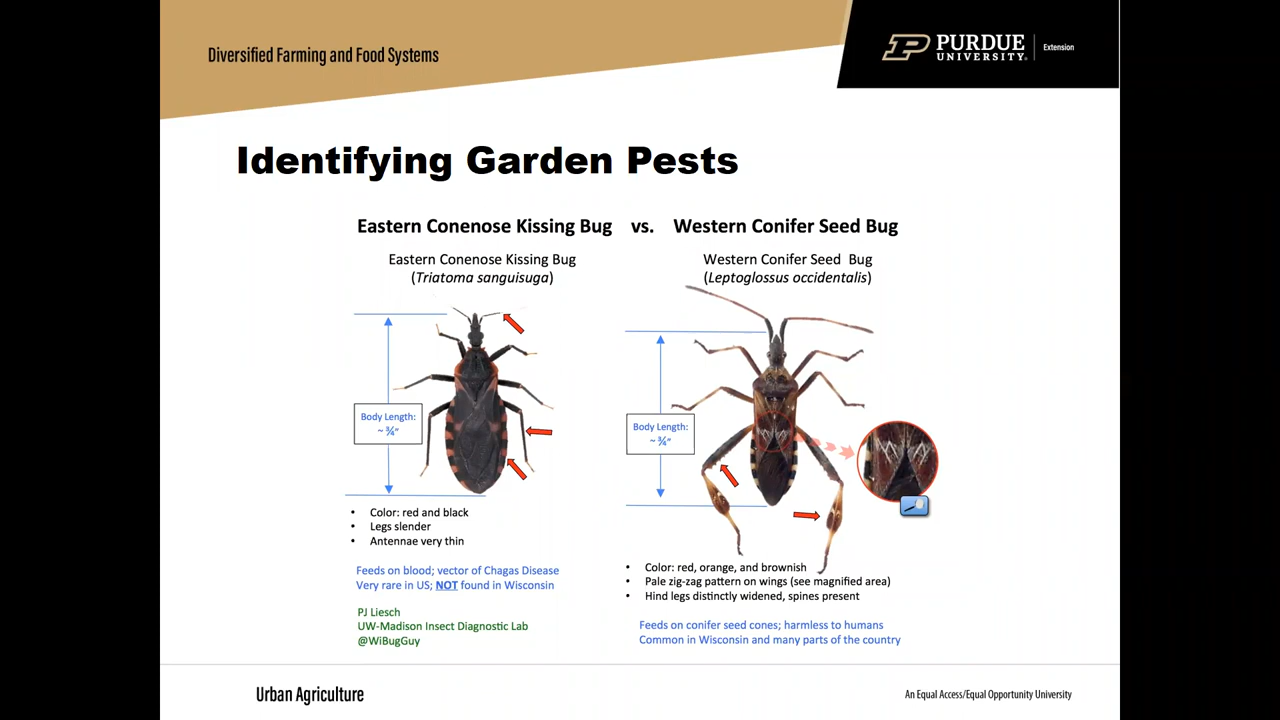 Diversified Farming and Food Systems
PURDUE
UNIVERSITY®
Extension
Identifying Garden Pests
Eastern Conenose Kissing Bug vs. Western Conifer Seed Bug
Eastern Conenose Kissing Bug
(Triatoma sanguisuga)
Body Length:
~ ¾"
• Color: red and black
• Legs slender
• Antennae very thin
Feeds on blood; vector of Chagas Disease
Very rare in US; NOT found in Wisconsin
PJ Liesch
UW-Madison Insect Diagnostic Lab
@WiBugGuy
Western Conifer Seed Bug
(Leptoglossus occidentalis)
Body Length:
~ ¾"
• Color: red, orange, and brownish
• Pale zig-zag pattern on wings (see magnified area)
• Hind legs distinctly widened, spines present
Feeds on conifer seed cones; harmless to humans
Common in Wisconsin and many parts of the country
Urban Agriculture
An Equal Access/Equal Opportunity University